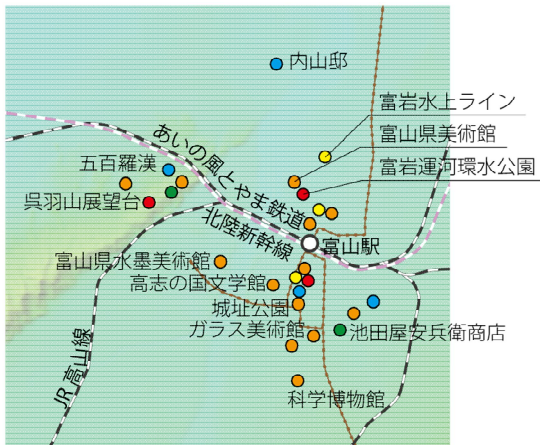 内山邸
富岩水上ライン
富山県美術館
富岩運河環水公園
あいの風とやま鉄道
五百羅漢
呉羽山展望台
北陸新幹線
富山駅
富山県水墨美術館
高志の国文学館
城址公園
ガラス美術館
池田屋安兵衛商店
JR高山線
科学博物館